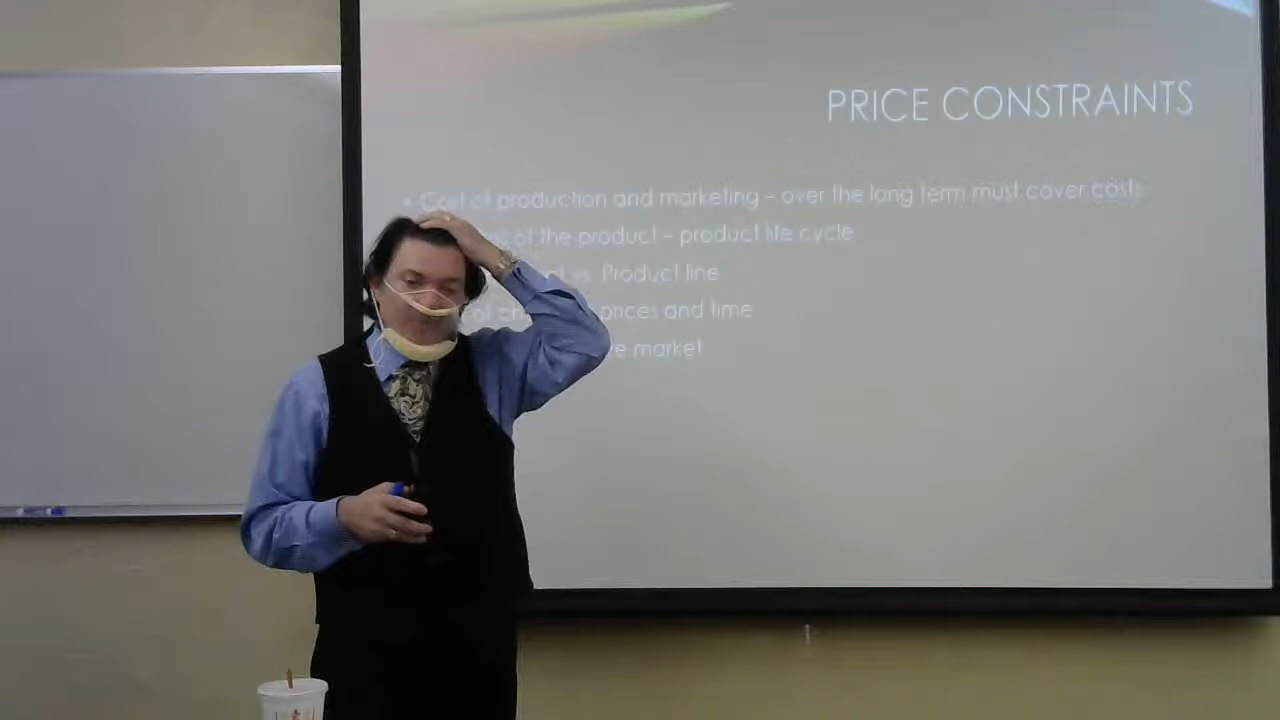 PRICE CONSTRAINTS
Cost of production and marketing – over the long term must cover costs
of the product – product life cycle
vs. Product line
of prices and time
market